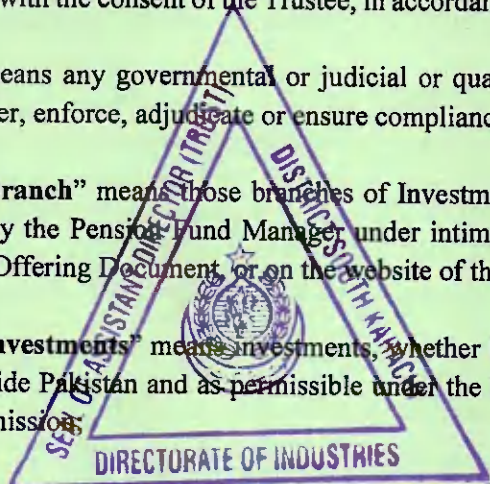 with the consent of the Trustee, in accordan
eans any governmental or judicial or qua
er, enforce, adjudicate or ensure compliance
ranch” means those branches of Investm
y the Pension Fund Manager under intim
Offering Document, or on the website of th
nvestments” means investments, whether
ide Pakistan and as permissible under the
mission;
SEAL OF ASSISTANT DIRECTOR (TRUST)
DISTRICT SOUTH KARACHI
DIRECTORATE OF INDUSTRIES